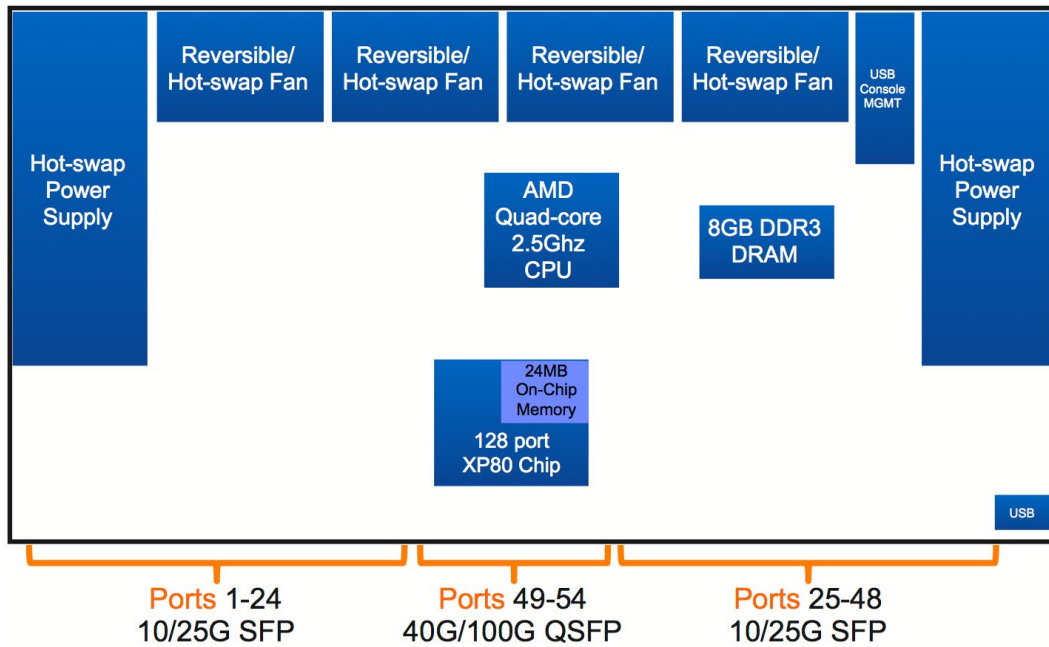 Hot-swap
Power
Supply
Reversible/
Hot-swap Fan
Reversible/
Hot-swap Fan
Reversible/
Hot-swap Fan
Reversible/
Hot-swap Fan
USB
Console
MGMT
Hot-swap
Power
Supply
AMD
Quad-core
2.5Ghz
CPU
8GB DDR3
DRAM
24MB
On-Chip
Memory
128 port
XP80 Chip
USB
Ports 1-24
10/25G SFP
Ports 49-54
40G/100G QSFP
Ports 25-48
10/25G SFP